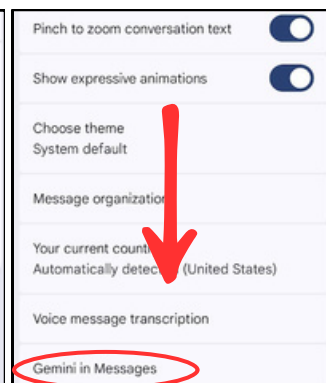 Pinch to zoom conversation text
Show expressive animations
Choose theme
System default
Message organization
Your current
Automatically (United States)
Voice message transcription
Gemini in Messages